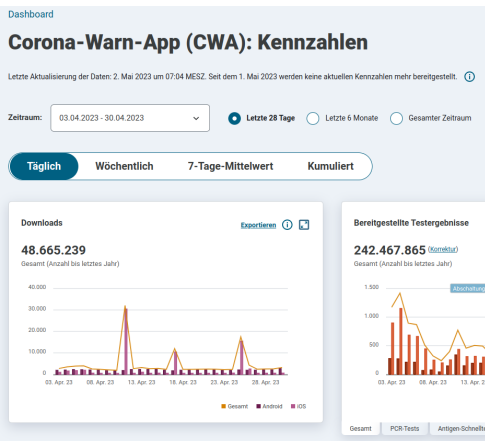 Dashboard
Corona-Warn-App (CWA): Kennzahlen
Letzte Aktualisierung der Daten: 2. Mai 2023 um 07:04 MESZ. Seit dem 1. Mai 2023 werden keine aktuellen Kennzahlen mehr bereitgestellt.
Zeitraum: 03.04.2023 - 30.04.2023 Letzte 28 Tage Letzte 6 Monate Gesamter Zeitraum
Täglich Wöchentlich 7-Tage-Mittelwert Kumuliert
Downloads Exportieren
48.665.239
Gesamt (Anzahl bis letztes Jahr)
40.000
30.000
20.000
10.000
0
03. Apr. 23 08. Apr. 23 13. Apr. 23 18. Apr. 23 23. Apr. 23 28. Apr. 23
Gesamt Android iOS
Bereitgestellte Testergebnisse
242.467.865 (Korrektur)
Gesamt (Anzahl bis letztes Jahr)
Abschaltung
1.500
1.000
500
0
03. Apr. 23 08. Apr. 23 13. Apr. 2
Gesamt PCR-Tests Antigen-Schnellte